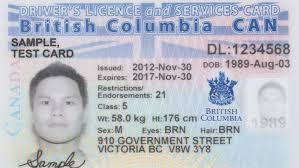 DRIVER'S LICENCE and SERVICES CARD
British Columbia CAN
SAMPLE,
TEST CARD
DL:1234568
Issued: 2012-Nov-30
Expires: 2017-Nov-30
DOB: 1989-Aug-03
Restrictions/
Endorsements: 21
Class: 5
BRITISH
COLUMBIA
Wt: 58.0 kg Ht: 176 cm
Sex: M Eyes: BRN Hair: BRN
910 GOVERNMENT STREET
VICTORIA BC V8W 3Y8
CANADA
1989
Sample